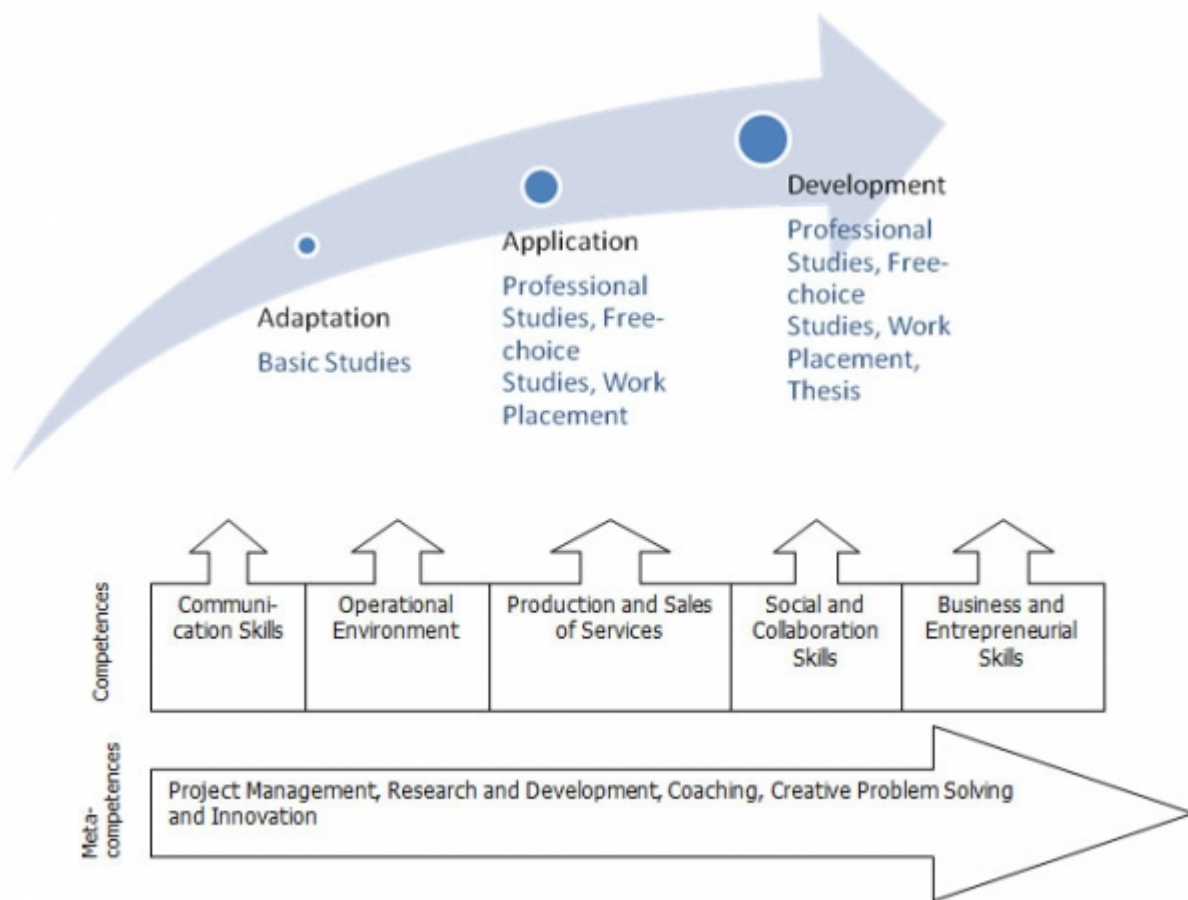 Adaptation
Basic Studies
Application
Professional
Studies, Free-
choice
Studies, Work
Placement
Development
Professional
Studies, Free-
choice
Studies, Work
Placement,
Thesis
Competences
Communi-
cation Skills
Operational
Environment
Production and Sales
of Services
Social and
Collaboration
Skills
Business and
Entrepreneurial
Skills
Meta-
competences
Project Management, Research and Development, Coaching, Creative Problem Solving
and Innovation